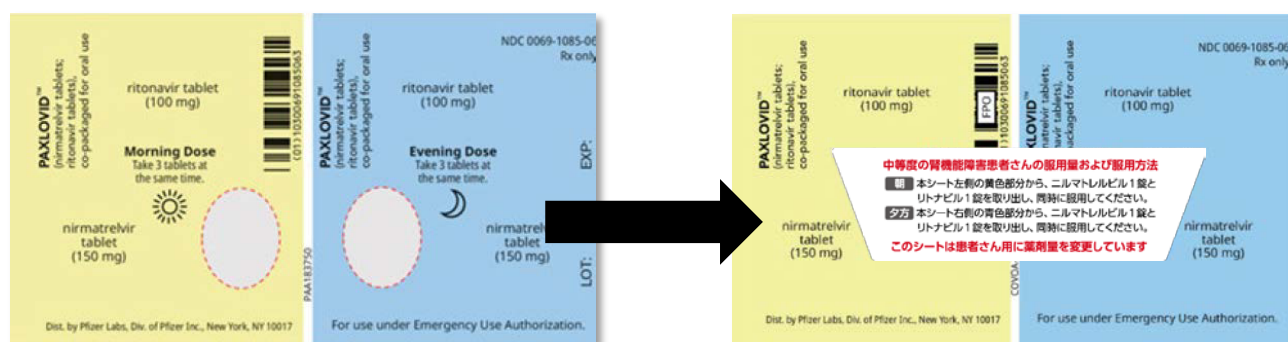 PAXLOVID™
(nirmatrelvir tablets;
ritonavir tablets),
co-packaged for oral use
ritonavir tablet
(100 mg)
(01)10300691085063
Morning Dose
Take 3 tablets at
the same time.
nirmatrelvir
tablet
(150 mg)
Dist. by Pfizer Labs, Div. of Pfizer Inc., New York, NY 10017
PAA183750
PAXLOVID™
(nirmatrelvir tablets;
ritonavir tablets),
co-packaged for oral use
NDC 0069-1085-06
Rx only
ritonavir tablet
(100 mg)
Evening Dose
Take 3 tablets at
the same time.
EXP:
LOT:
nirmatrelvir
tablet
(150 mg)
For use under Emergency Use Authorization.
PAXLOVID™
(nirmatrelvir tablets;
ritonavir tablets),
co-packaged for oral use
ritonavir tablet
(100 mg)
FPO
10300691085063
nirmatrelvir
tablet
(150 mg)
Dist. by Pfizer Labs, Div. of Pfizer Inc., New York, NY 10017
COVOA-
PAXLOVID™
(nirmatrelvir tablets;
tablets),
for oral use
NDC 0069-1085-06
Rx only
ritonavir tablet
(100 mg)
中等度の腎機能障害患者さんの服用量および服用方法
朝 本シート左側の黄色部分から、ニルマトレルビル1錠と
リトナビル1錠を取り出し、同時に服用してください。
夕方 本シート右側の青色部分から、ニルマトレルビル1錠と
リトナビル1錠を取り出し、同時に服用してください。
このシートは患者さん用に薬剤量を変更しています
nirmatrelvir
tablet
(150 mg)
For use under Emergency Use Authorization.